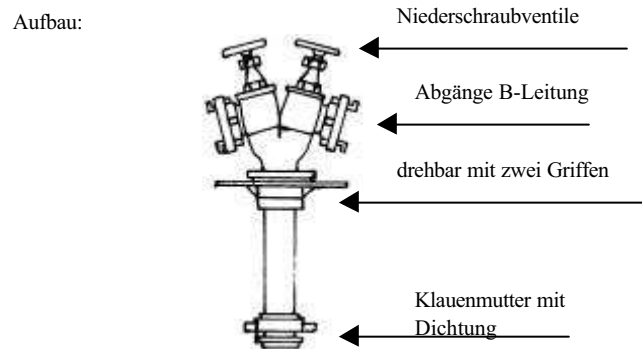 Aufbau:
Niederschraubventile
Abgänge B-Leitung
drehbar mit zwei Griffen
Klauenmutter mit
Dichtung